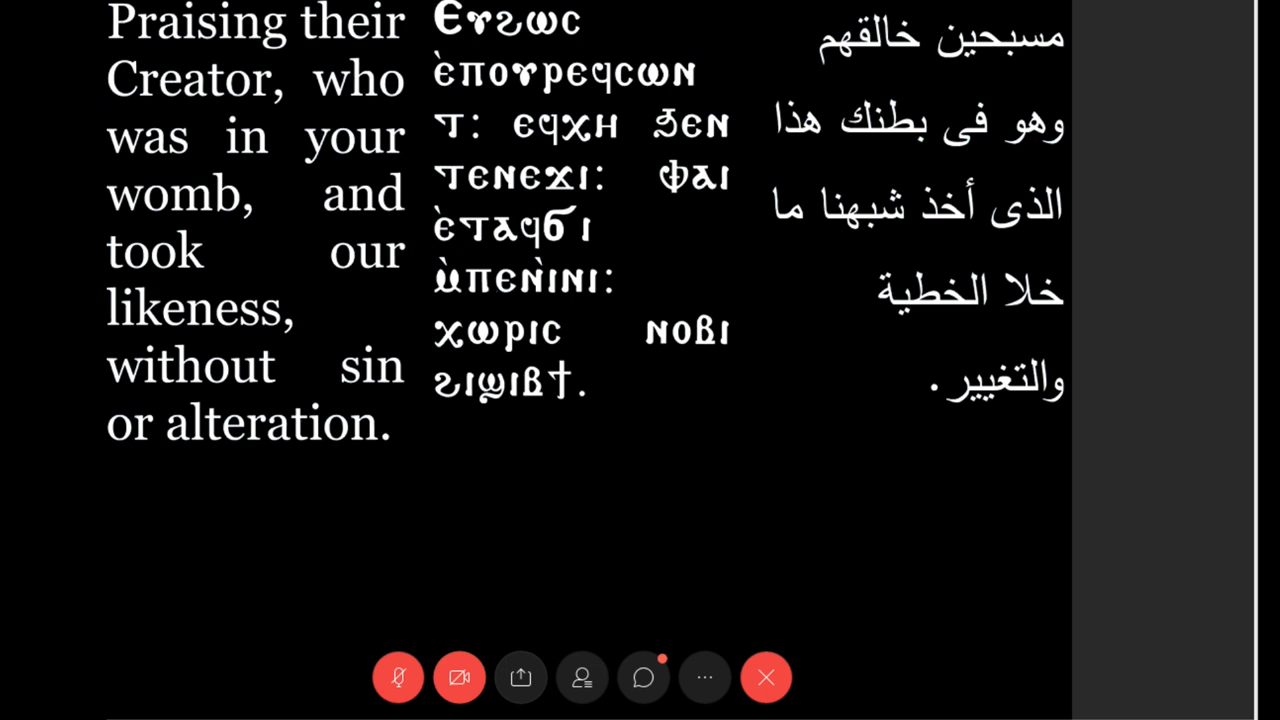 Praising their
Creator, who
was in your
womb, and
took our
likeness,
without sin
or alteration.
Ⲉⲩϩⲱⲥ
ⲉ̀ⲡⲟⲩⲣⲉϥⲥⲱⲛ
ⲧ: ⲉϥⲭⲏ ϧⲉⲛ
ⲧⲉⲛⲉϫⲓ: ⲫⲁⲓ
ⲉ̀ⲧⲁϥϭⲓ
ⲙ̀ⲡⲉⲛⲓ̀ⲛⲓ:
ⲭⲱⲣⲓⲥ ⲛⲟⲃⲓ
ϩⲓϣⲓⲃϯ.
مسبحين خالقهم
وهو فى بطنك هذا
الذى أخذ شبهنا ما
خلا الخطية
والتغيير.